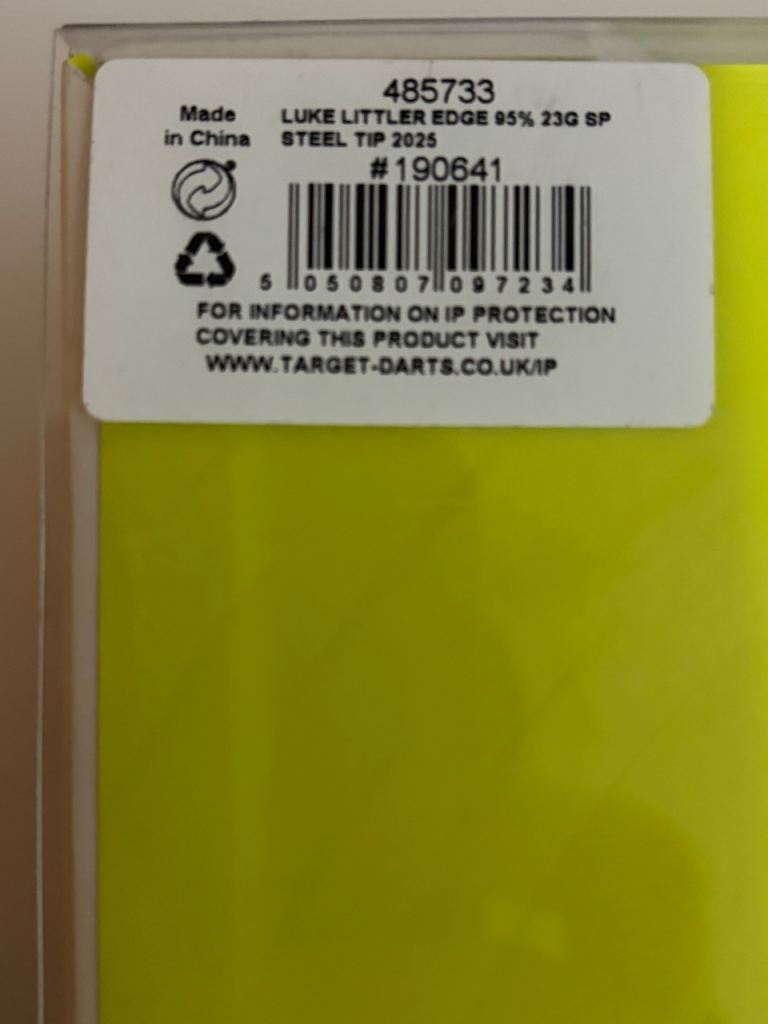 485733
Made
in China
LUKE LITTLER EDGE 95% 23G SP
STEEL TIP 2025
#190641
5 050807 097234
FOR INFORMATION ON IP PROTECTION
COVERING THIS PRODUCT VISIT
WWW.TARGET-DARTS.CO.UK/IP